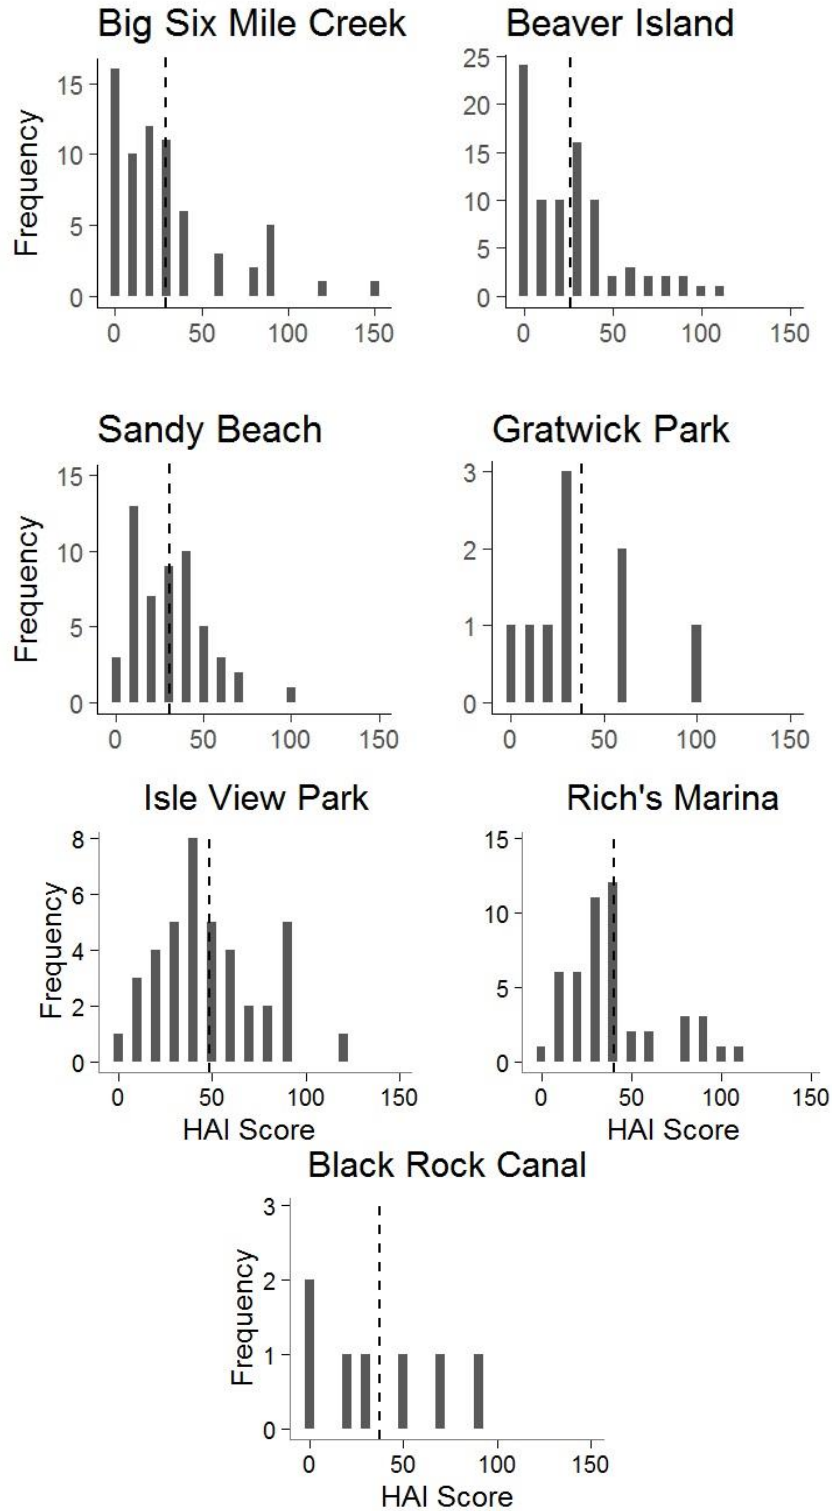 Big Six Mile Creek
Beaver Island
Frequency
15
10
5
0
0 50 100 150
25
20
15
10
5
0
0 50 100 150
Sandy Beach
Gratwick Park
Frequency
15
10
5
0
0 50 100 150
3
2
1
0
0 50 100 150
Isle View Park
Rich's Marina
Frequency
8
6
4
2
0
0 50 100 150
HAI Score
15
10
5
0
0 50 100 150
HAI Score
Black Rock Canal
Frequency
3
2
1
0
0 50 100 150
HAI Score